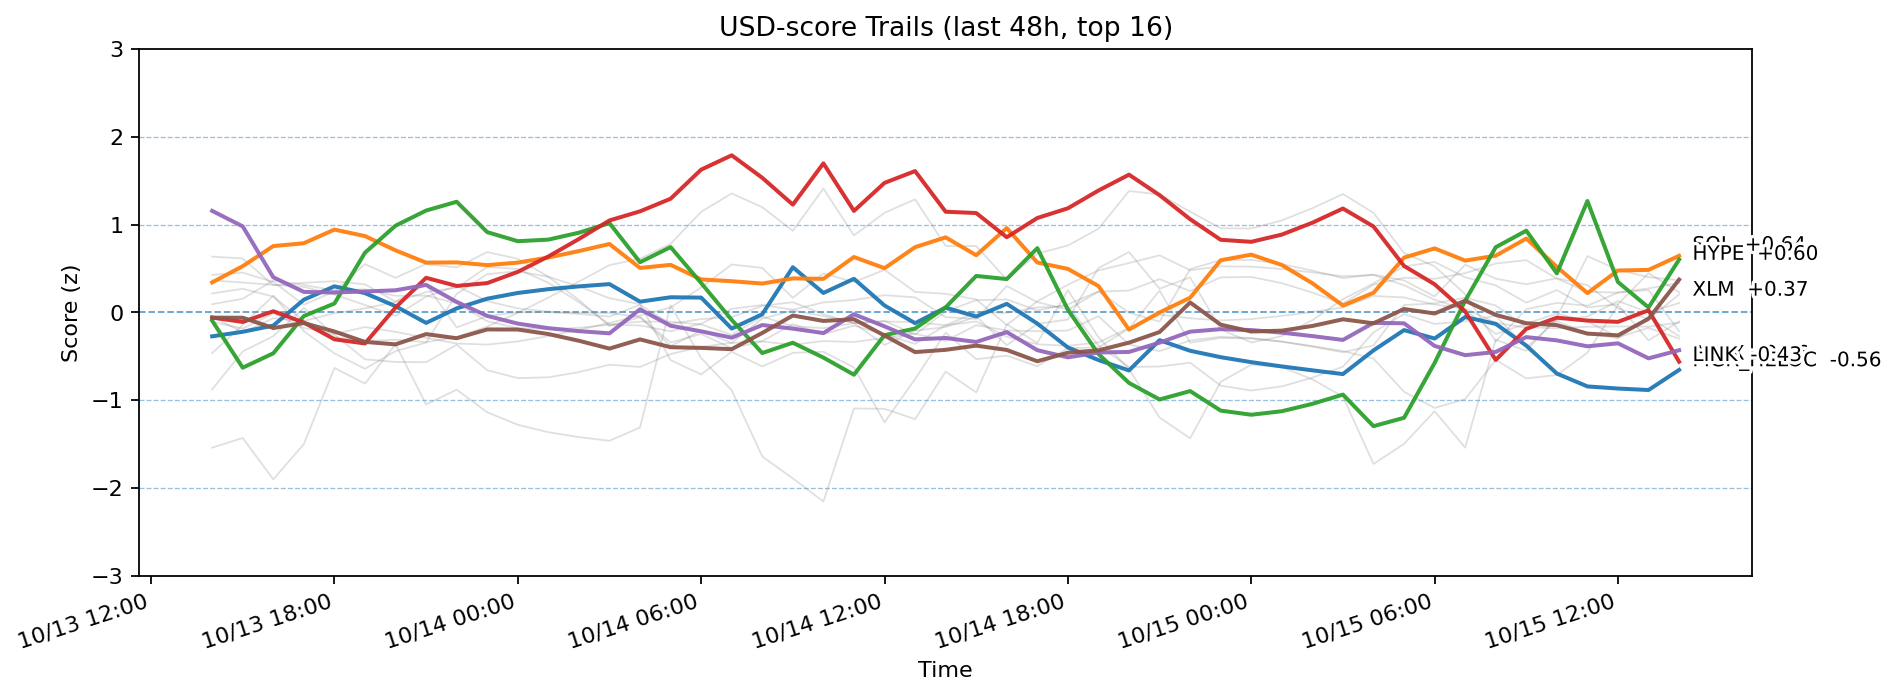 USD-score Trails (last 48h, top 16)
Score (z)
3
2
1
0
−1
−2
−3
HYPE +0.60
XLM +0.37
LINK -0.43
-0.56
10/13 12:00
10/13 18:00
10/14 00:00
10/14 06:00
10/14 12:00
10/14 18:00
10/15 00:00
10/15 06:00
10/15 12:00
Time